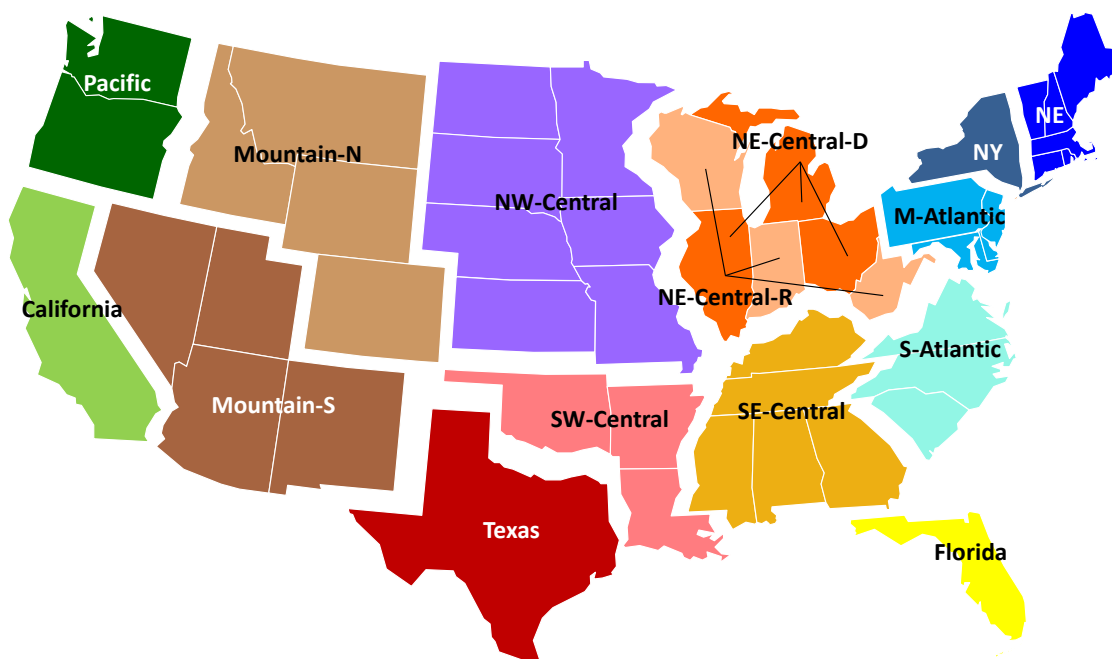 Pacific
NE
NE-Central-D
NY
Mountain-N
NW-Central
M-Atlantic
NE-Central-R
California
S-Atlantic
Mountain-S
SE-Central
SW-Central
Texas
Florida